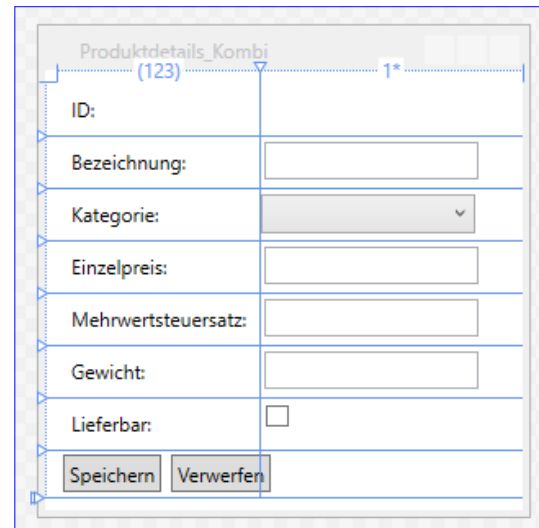 Produktdetails_Kombi
(123) 1*
ID:
Bezeichnung:
Kategorie:
Einzelpreis:
Mehrwertsteuersatz:
Gewicht:
Lieferbar:
Speichern Verwerfen